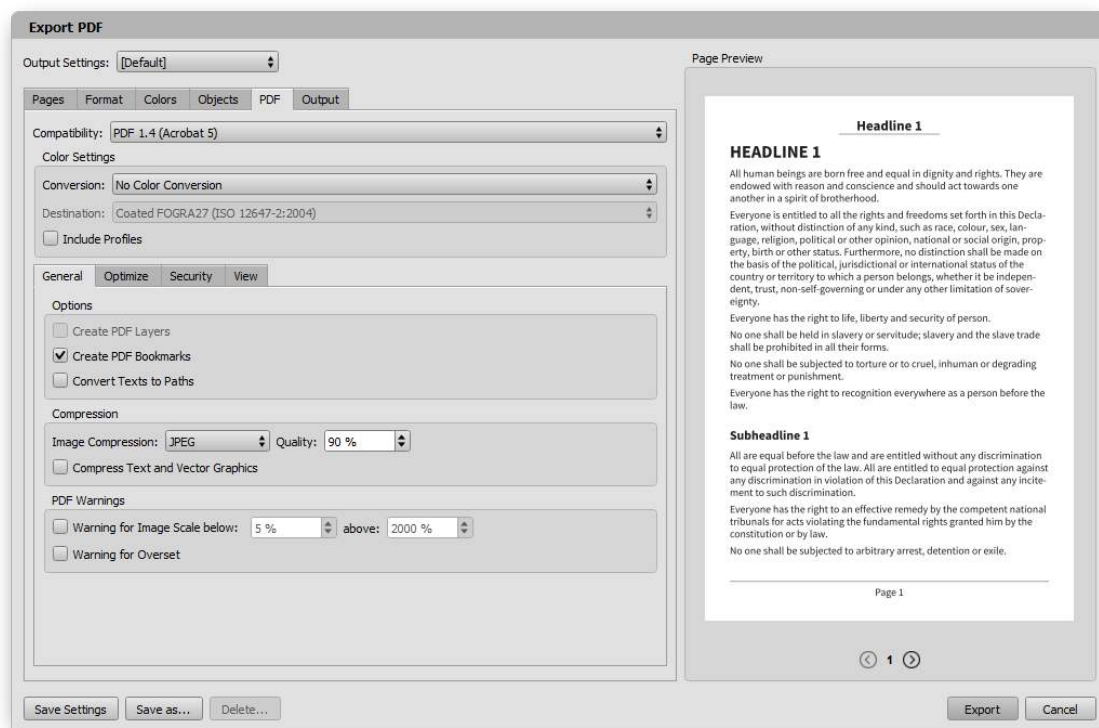 Export PDF
Output Settings: [Default]
Pages Format Colors Objects PDF Output
Compatibility: PDF 1.4 (Acrobat 5)
Color Settings
Conversion: No Color Conversion
Destination: Coated FOGRA27 (ISO 12647-2:2004)
Include Profiles
General Optimize Security View
Options
Create PDF Layers
Create PDF Bookmarks
Convert Texts to Paths
Compression
Image Compression: JPEG Quality: 90 %
Compress Text and Vector Graphics
PDF Warnings
Warning for Image Scale below: 5 % above: 2000 %
Warning for Overset
Save Settings Save as... Delete...
Page Preview
Headline 1
HEADLINE 1
All human beings are born free and equal in dignity and rights. They are
endowed with reason and conscience and should act towards one
another in a spirit of brotherhood.
Everyone is entitled to all the rights and freedoms set forth in this Decla-
ration, without distinction of any kind, such as race, colour, sex, lan-
guage, religion, political or other opinion, national or social origin, prop-
erty, birth or other status. Furthermore, no distinction shall be made on
the basis of the political, jurisdictional or international status of the
country or territory to which a person belongs, whether it be indepen-
dent, trust, non-self-governing or under any other limitation of sover-
eignty.
Everyone has the right to life, liberty and security of person.
No one shall be held in slavery or servitude; slavery and the slave trade
shall be prohibited in all their forms.
No one shall be subjected to torture or to cruel, inhuman or degrading
treatment or punishment.
Everyone has the right to recognition everywhere as a person before the
law.
Subheadline 1
All are equal before the law and are entitled without any discrimination
to equal protection of the law. All are entitled to equal protection against
any discrimination in violation of this Declaration and against any incite-
ment to such discrimination.
Everyone has the right to an effective remedy by the competent national
tribunals for acts violating the fundamental rights granted him by the
constitution or by law.
No one shall be subjected to arbitrary arrest, detention or exile.
Page 1
1
Export Cancel